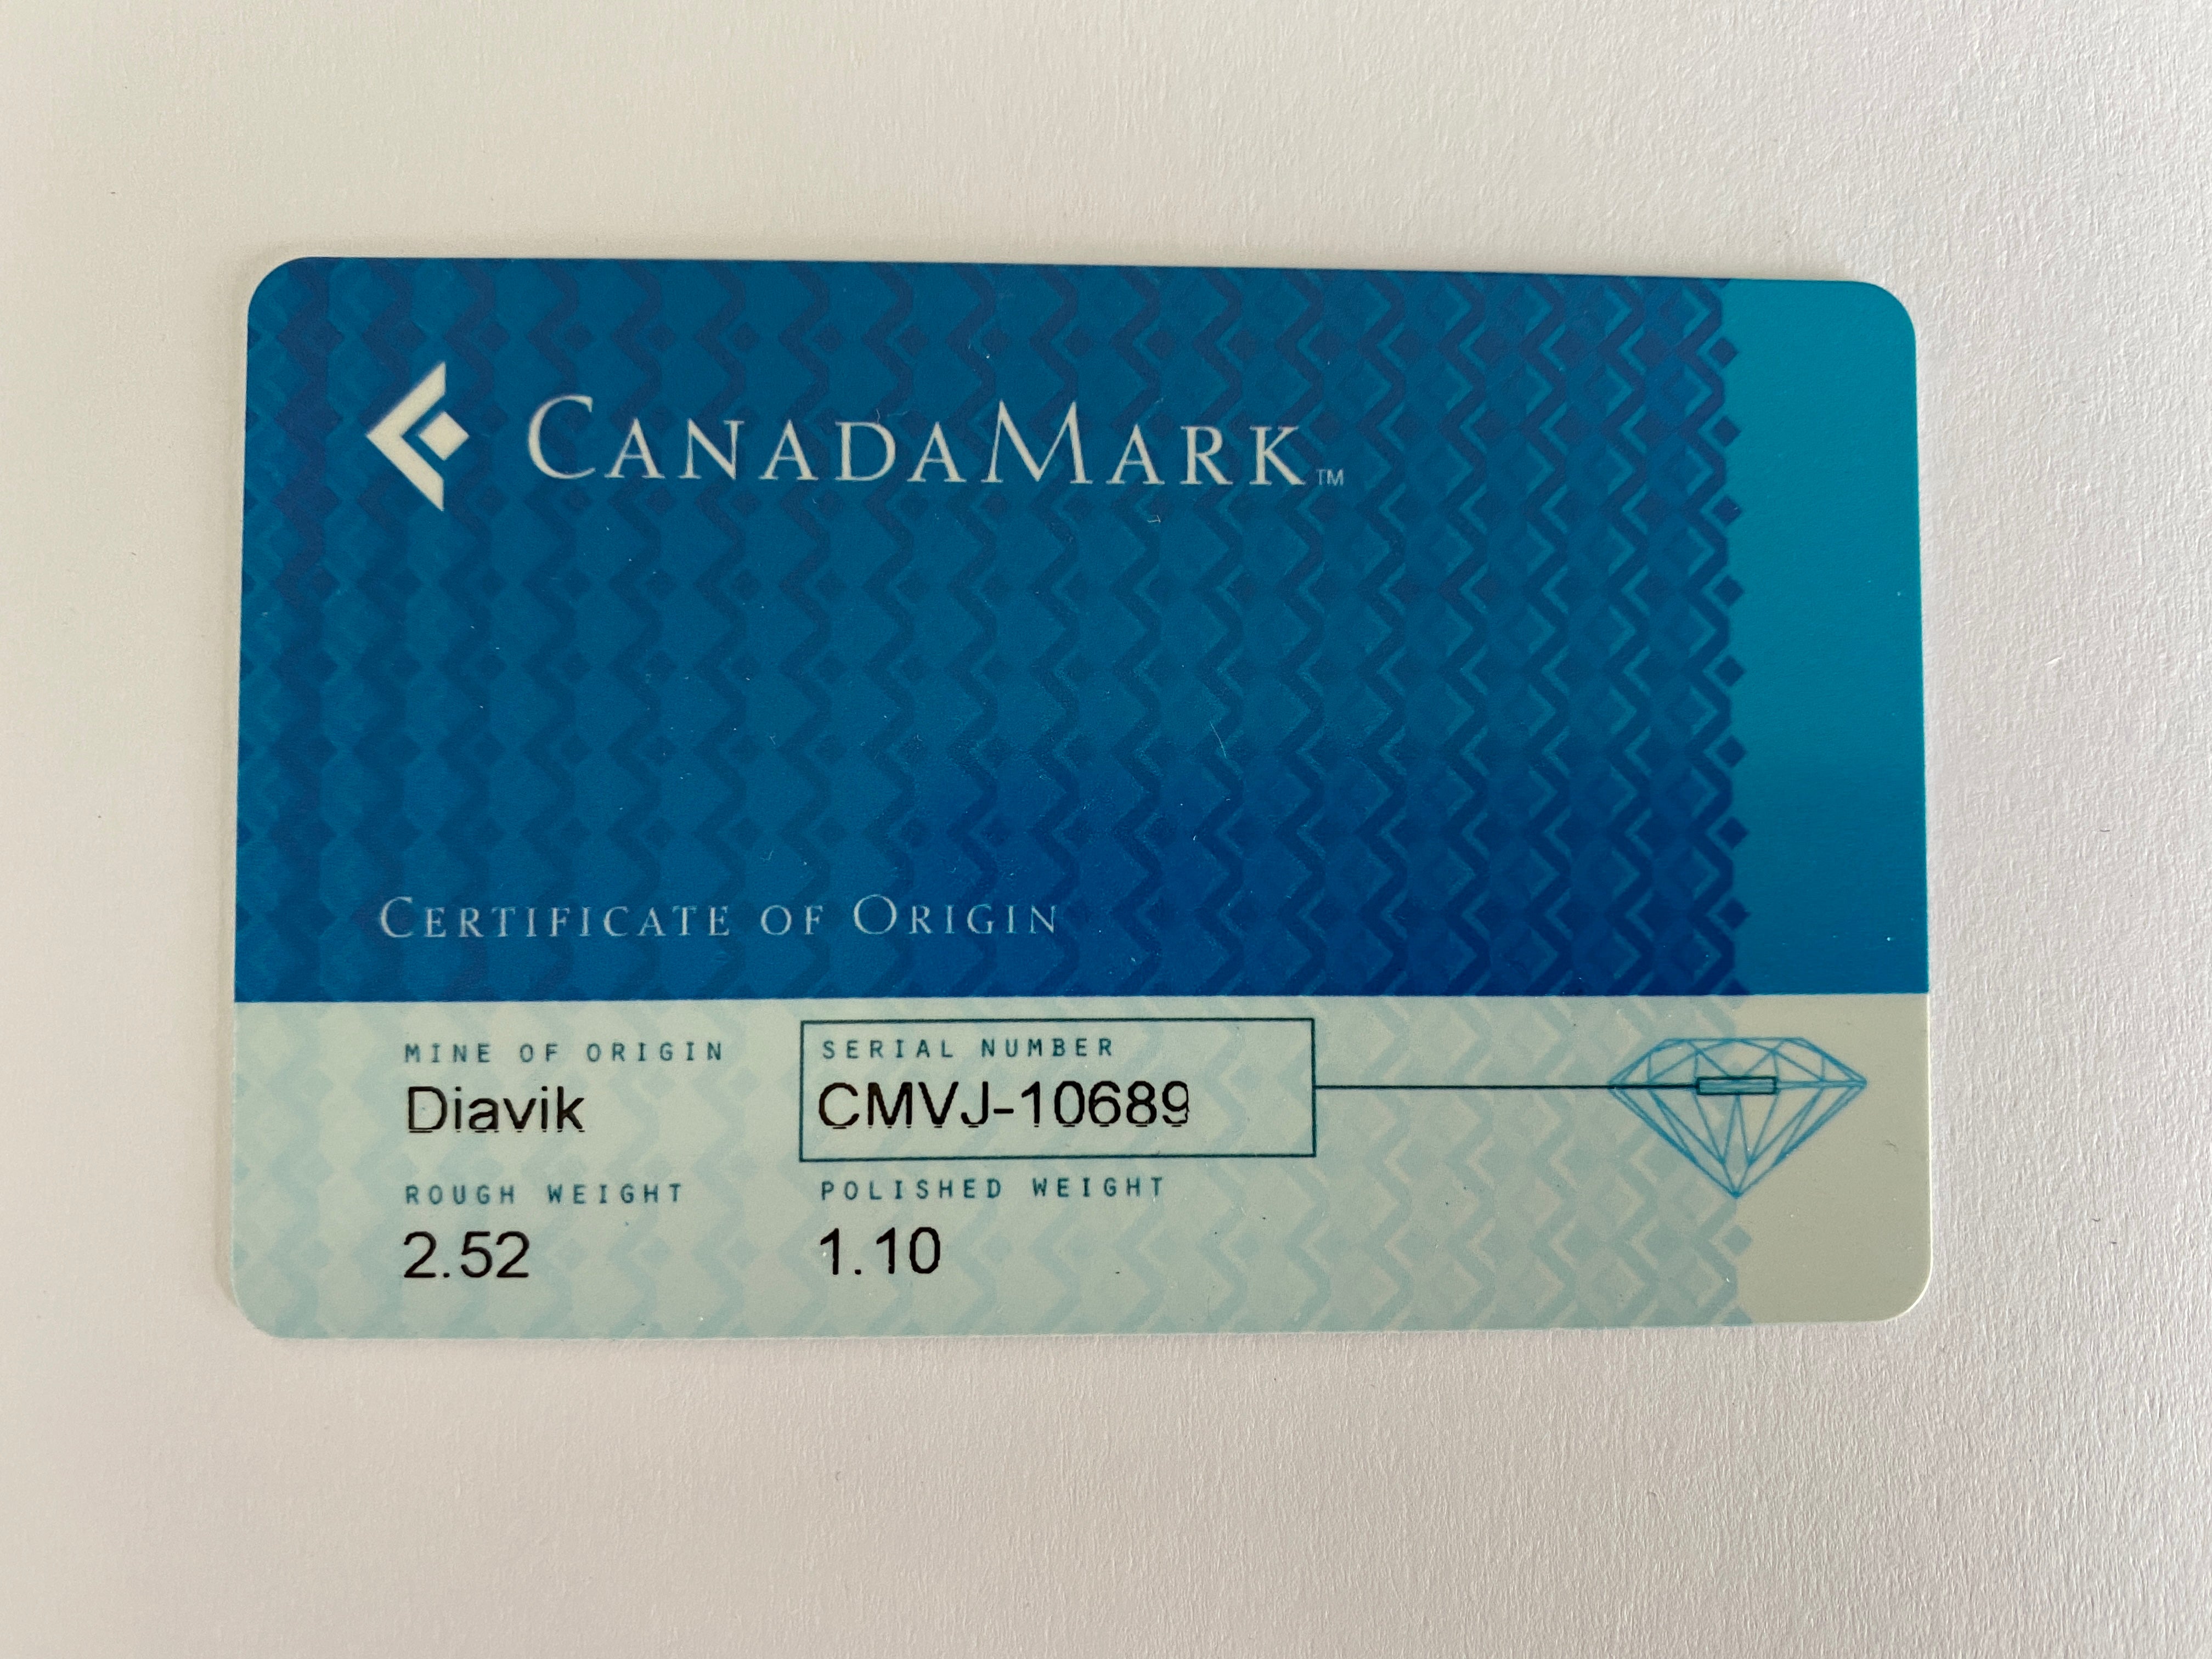 CANADAMARK™
CERTIFICATE OF ORIGIN
MINE OF ORIGIN
Diavik
SERIAL NUMBER
CMVJ-10689
ROUGH WEIGHT
2.52
POLISHED WEIGHT
1.10